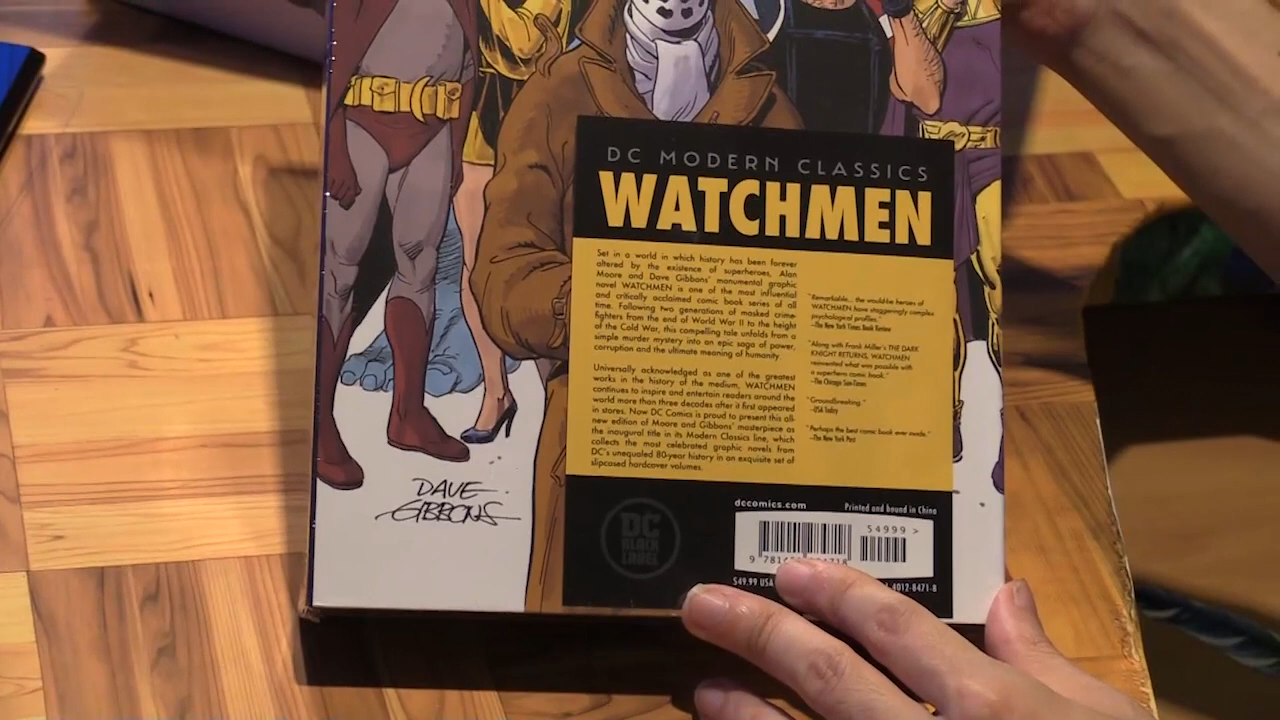 DC MODERN CLASSICS
WATCHMEN
Set in a world in which history has been forever
altered by the existence of superheroes, Alan
Moore and Dave Gibbons' monumental graphic
novel WATCHMEN is one of the most influential
and critically acclaimed comic book series of all
time. Following two generations of masked crime-
fighters from the end of World War II to the height
of the Cold War, this compelling tale unfolds from a
simple murder mystery into an epic saga of power,
corruption and the ultimate meaning of humanity.
Universally acknowledged as one of the greatest
works in the history of the medium, WATCHMEN
continues to inspire and entertain readers around the
world more than three decades after it first appeared
in stores. Now DC Comics is proud to present this all-
new edition of Moore and Gibbons' masterpiece as
the inaugural title in its Modern Classics line, which
collects the most celebrated graphic novels from
DC's unequaled 80-year history in an exquisite set of
slipcased hardcover volumes.
"Remarkable... the would-be heroes of
WATCHMEN have staggeringly complex
psychological profiles."
—The New York Times Book Review
"Along with Frank Miller's THE DARK
KNIGHT RETURNS, WATCHMEN
reinvented what was possible with
a superhero comic book."
—The Chicago Sun-Times
"Groundbreaking."
—USA Today
"Perhaps the best comic book ever made."
—The New York Post
DAVE
GIBBONS
DC
BLACK
LABEL
dccomics.com
Printed and bound in China
54999 >
$49.99 USA
4012-8471-8